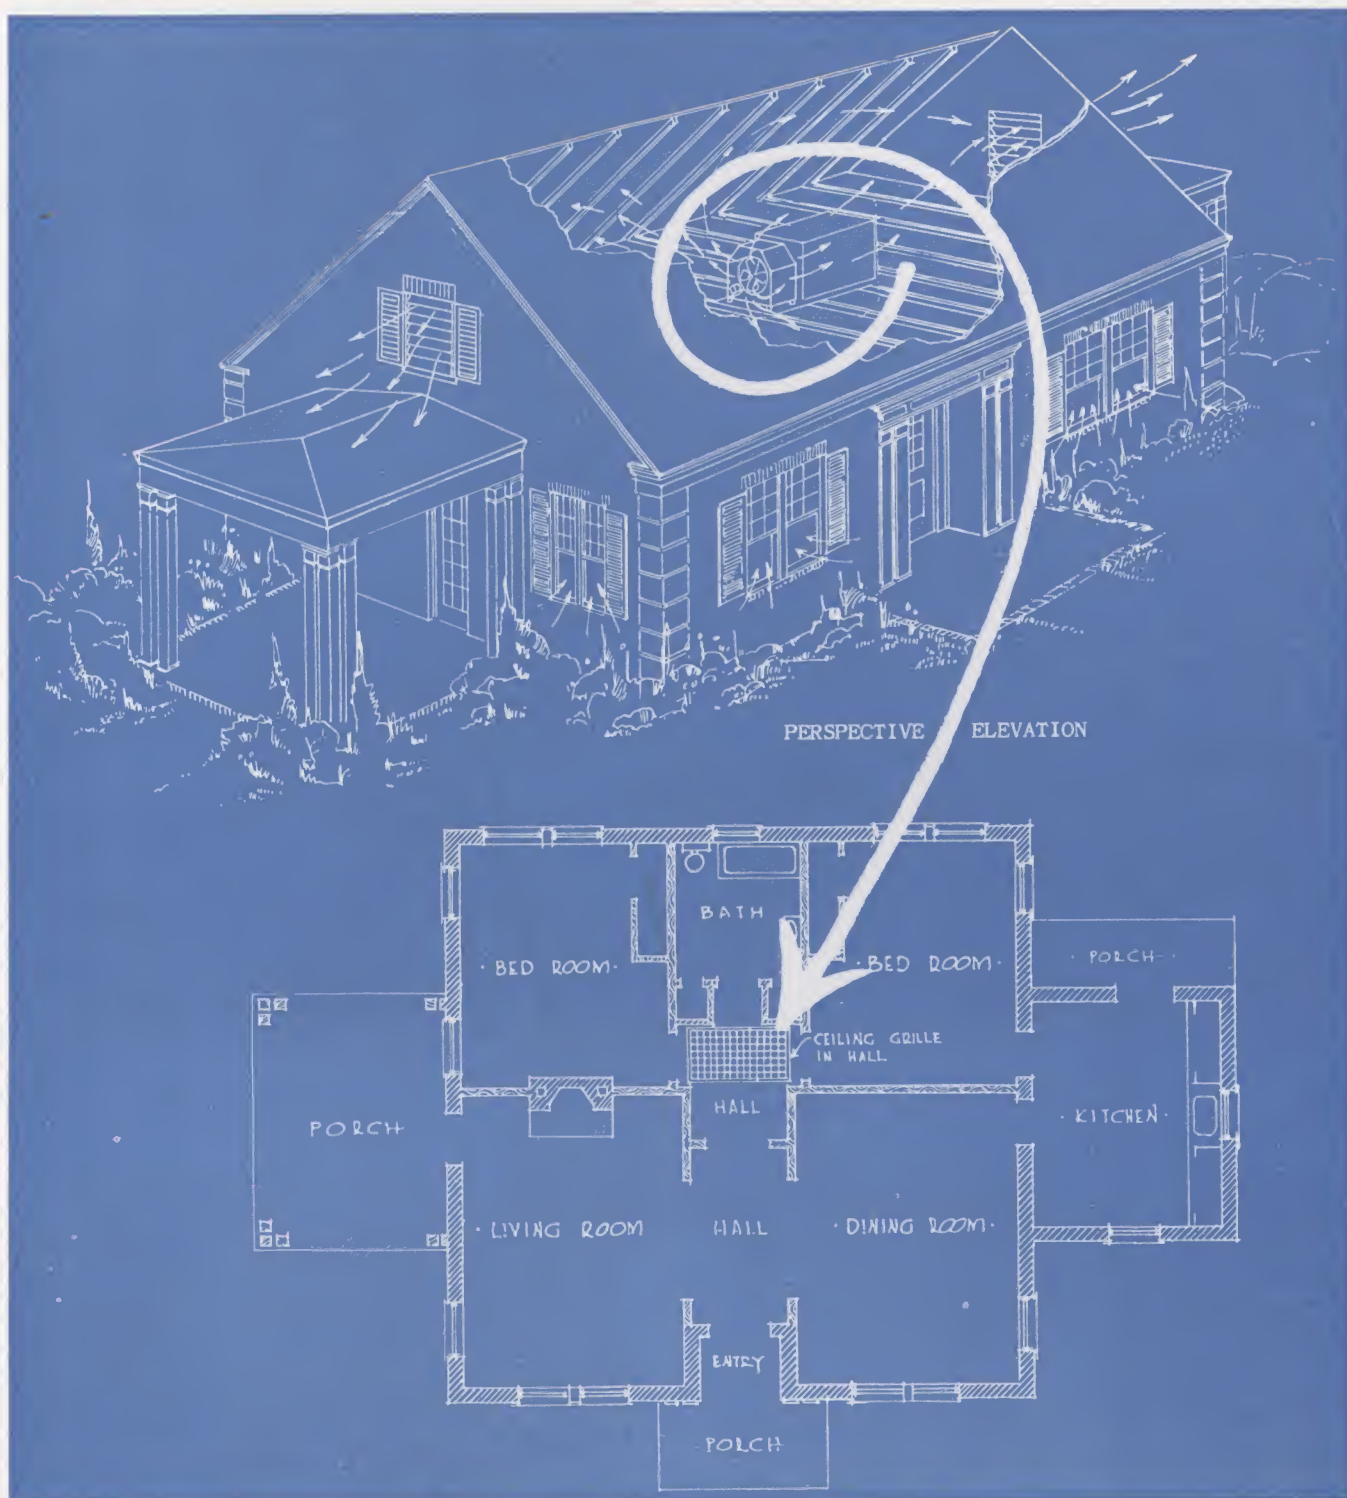 PERSPECTIVE ELEVATION
BATH
· BED ROOM ·
· BED ROOM ·
· PORCH ·
CEILING GRILLE
IN HALL
HALL
PORCH
· KITCHEN ·
· LIVING ROOM
HALL
· DINING ROOM ·
ENTRY
PORCH